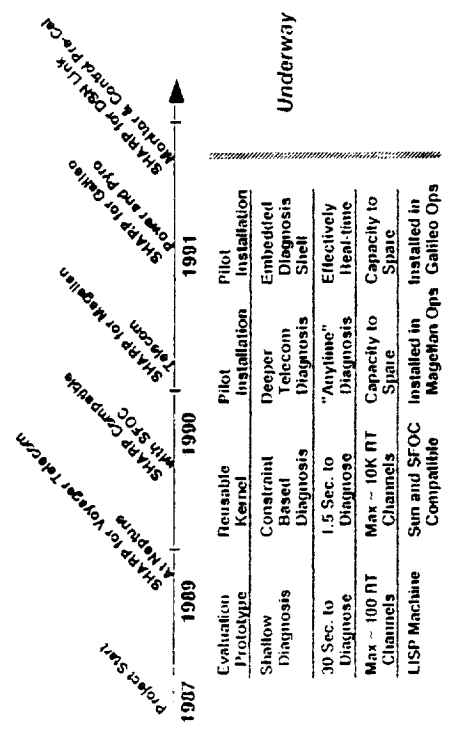 Project Start
SHARP for Voyager Telecom
At Neptune
SHARP Compatible
with SFOC
SHARP for Magellan
Telecom
SHARP for Galileo
Power and Pyro
SHARP for DSN Link
Monitor & Control Pre-Cal
1987
1989
1990
1991
Evaluation
Prototype
Reusable
Kernel
Pilot
Installation
Pilot
Installation
Shallow
Diagnosis
Constraint
Based
Diagnosis
Deeper
Telecom
Diagnosis
Embedded
Diagnosis
Shell
30 Sec. to
Diagnose
1.5 Sec. to
Diagnose
"Anytime"
Diagnosis
Effectively
Real-time
Max ~ 100 RT
Channels
Max ~ 10K RT
Channels
Capacity to
Spare
Capacity to
Spare
LISP Machine
Sun and SFOC
Compatible
Installed in
Magellan Ops
Installed in
Galileo Ops
Underway